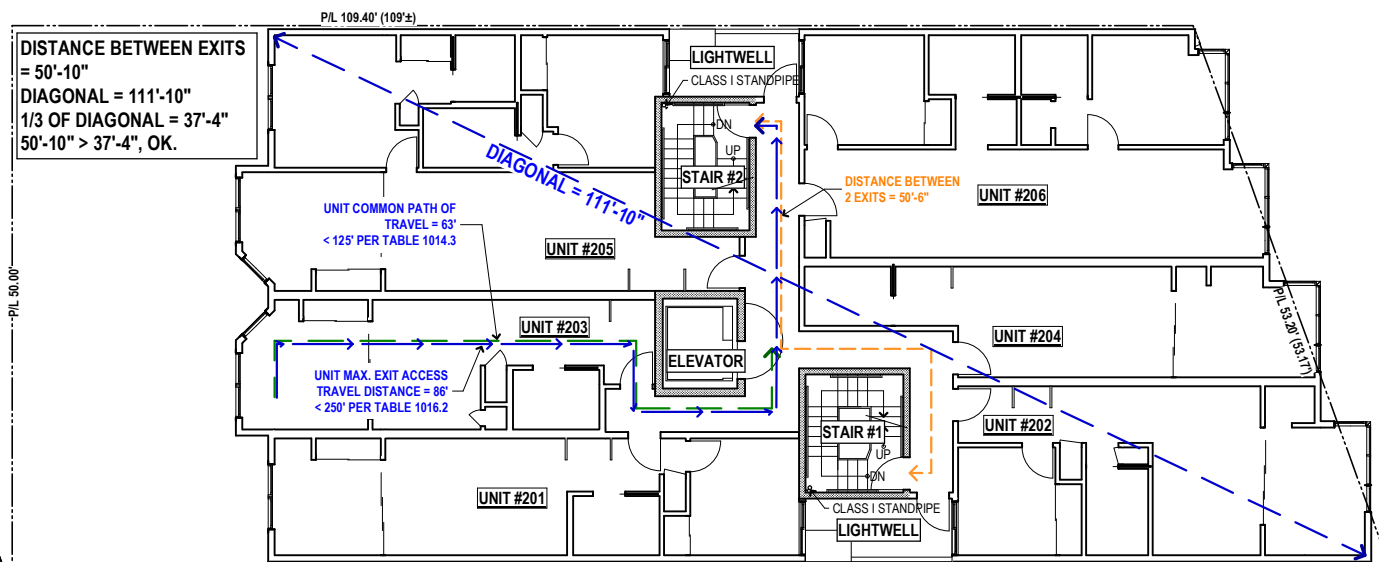 P/L 109.40' (109'±)
DISTANCE BETWEEN EXITS
= 50'-10"
DIAGONAL = 111'-10"
1/3 OF DIAGONAL = 37'-4"
50'-10" > 37'-4", OK.
LIGHTWELL
CLASS I STANDPIPE
DN
UP
STAIR #2
DIAGONAL = 111'-10"
DISTANCE BETWEEN
2 EXITS = 50'-6"
UNIT #206
UNIT COMMON PATH OF
TRAVEL = 63'
< 125' PER TABLE 1014.3
UNIT #205
P/L 50.00'
UNIT #203
ELEVATOR
UNIT #204
P/L 53.20' (53.17')
UNIT MAX. EXIT ACCESS
TRAVEL DISTANCE = 86'
< 250' PER TABLE 1016.2
STAIR #1
UP
DN
UNIT #202
UNIT #201
CLASS I STANDPIPE
LIGHTWELL